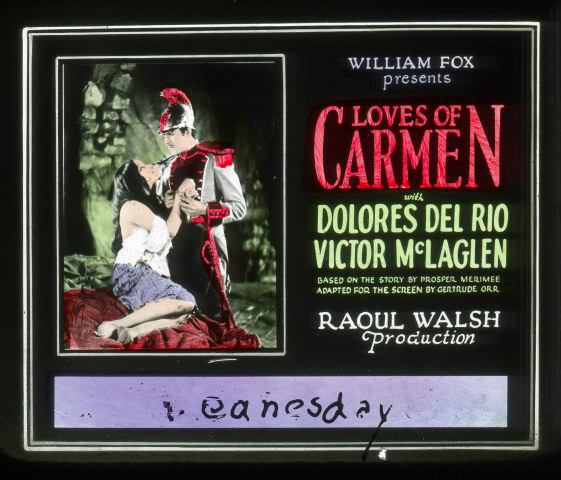 WILLIAM FOX
presents
LOVES OF
CARMEN
with
DOLORES DEL RIO
VICTOR McLAGLEN
BASED ON THE STORY BY PROSPER MERIMEE
ADAPTED FOR THE SCREEN BY GERTRUDE ORR
RAOUL WALSH
Production
Wednesday